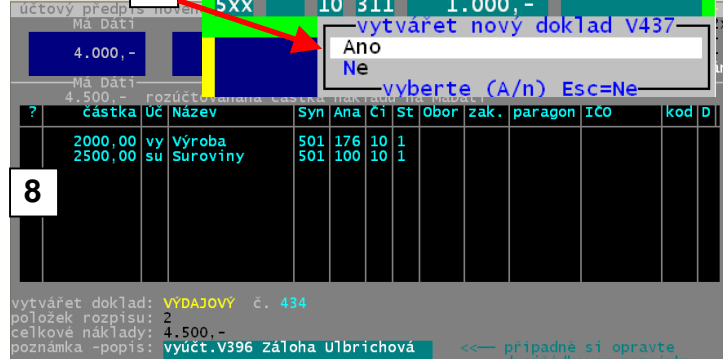 účtový předpis nového
5xx 10 311 1.000,-
Má Dáti
vytvářet nový doklad V437
Ano
4.000,-
Ne
Má Dáti
vyberte (A/n) Esc=Ne
4.500,- rozúčtovaná částka nákladů na MáDáti
? částka Úč Název Syn Ana Či St Obor zak. paragon IČO kod D
2000,00 vy Výroba 501 176 10 1
2500,00 su Suroviny 501 100 10 1
8
vytvářet doklad: VÝDAJOVÝ č. 434
položek rozpisu: 2
celkové náklady: 4.500,-
poznámka -popis: vyúčt.V396 Záloha Ulbrichová <<── případně si opravte